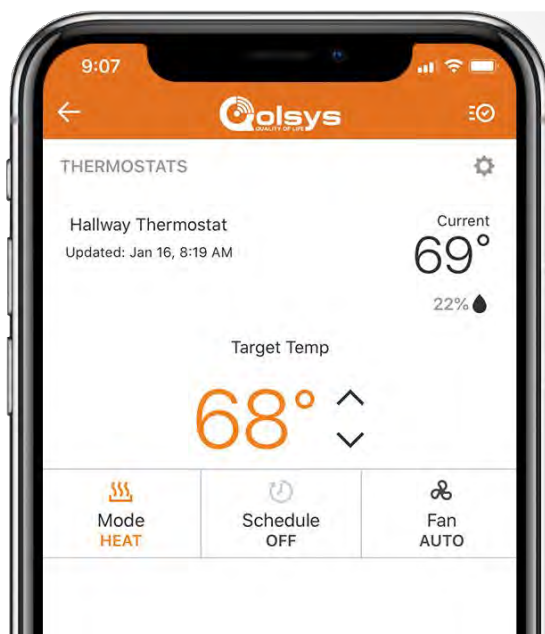 9:07
Qolsys
QUALITY OF LIFE
THERMOSTATS
Hallway Thermostat
Updated: Jan 16, 8:19 AM
Current
69°
22%
Target Temp
68°
Mode
HEAT
Schedule
OFF
Fan
AUTO